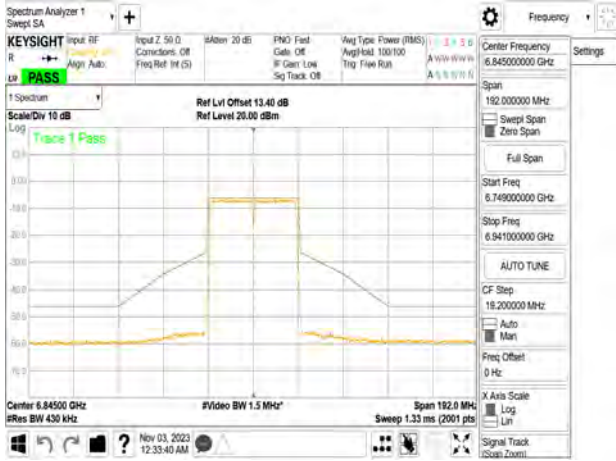 Spectrum Analyzer 1
Swept SA
+
Frequency
KEYSIGHT
Input: RF
Align: Auto
Input Z: 50 Ω
Corrections: Off
Freq Ref: Int (S)
#Atten: 20 dB
PNO: Fast
Gate: Off
IF Gain: Low
Sig Track: Off
Avg Type: Power (RMS)
Avg|Hold: 100/100
Trig: Free Run
PASS
1 Spectrum
Scale/Div 10 dB
Ref Lvl Offset 13.40 dB
Ref Level 20.00 dBm
Log
Trace 1 Pass
Center 6.84500 GHz
#Res BW 430 kHz
#Video BW 1.5 MHz*
Span 192.0 MHz
Sweep 1.33 ms (2001 pts)
Nov 03, 2023
12:33:40 AM
?
Center Frequency
6.845000000 GHz
Settings
Span
192.000000 MHz
Swept Span
Zero Span
Full Span
Start Freq
6.749000000 GHz
Stop Freq
6.941000000 GHz
AUTO TUNE
CF Step
19.200000 MHz
Auto
Man
Freq Offset
0 Hz
X Axis Scale
Log
Lin
Signal Track
(Span Zoom)